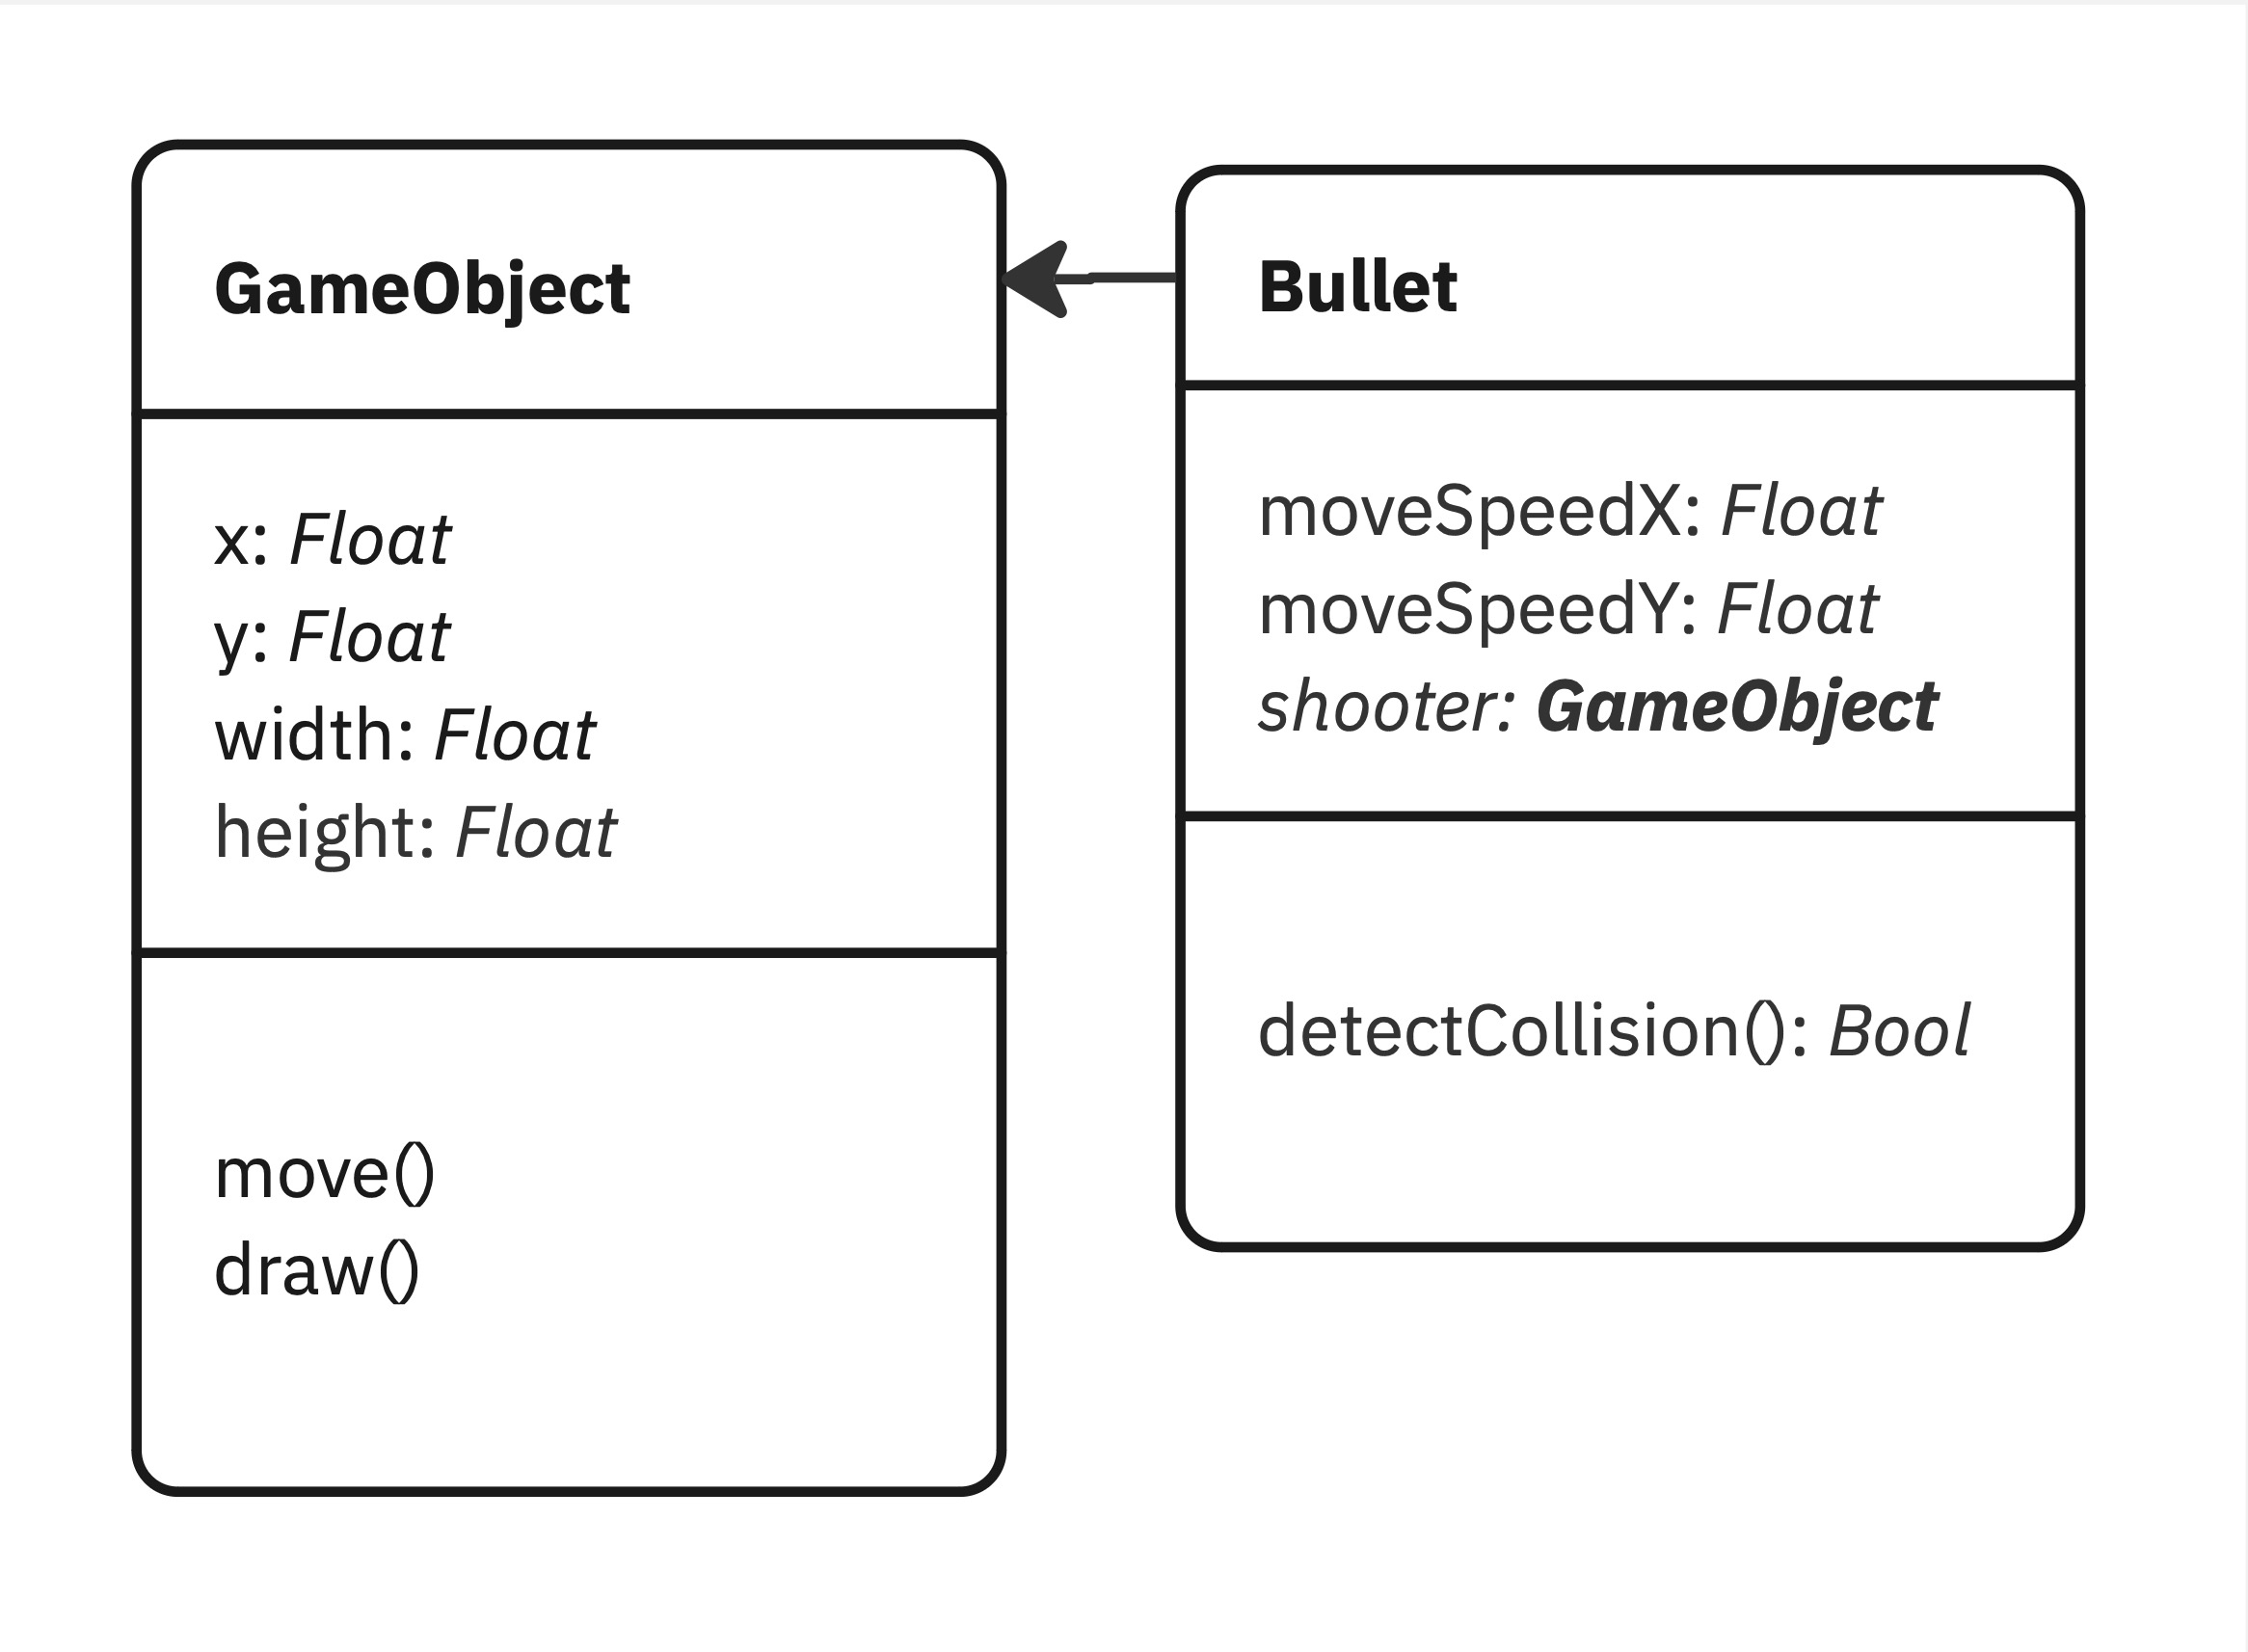 GameObject
x: Float
y: Float
width: Float
height: Float
move()
draw()
Bullet
moveSpeedX: Float
moveSpeedY: Float
shooter: GameObject
detectCollision(): Bool